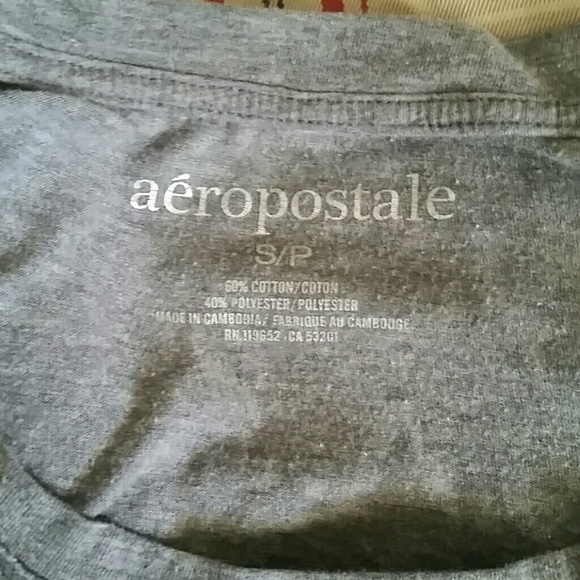 aéropostale
S/P
60% COTTON/COTON
40% POLYESTER/POLYESTER
MADE IN CAMBODIA/ FABRIQUE AU CAMBODGE
RN 119652 CA 53201